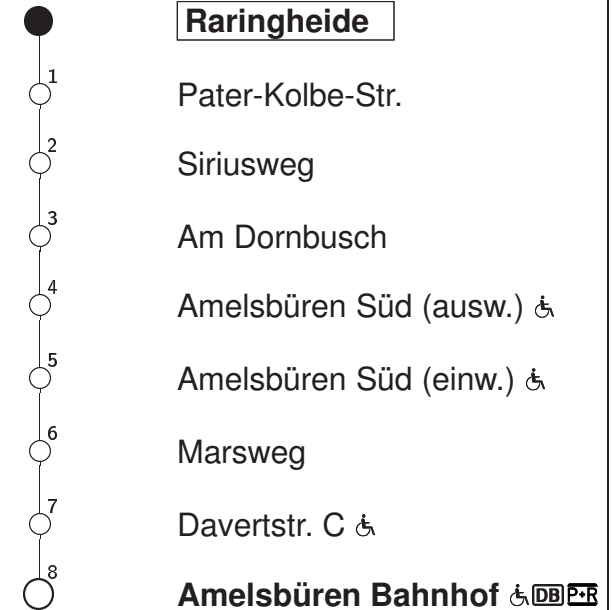 Raringheide
1 Pater-Kolbe-Str.
2 Siriusweg
3 Am Dornbusch
4 Amelsbüren Süd (ausw.)
5 Amelsbüren Süd (einw.)
6 Marsweg
7 Davertstr. C
8 Amelsbüren Bahnhof DB P+R